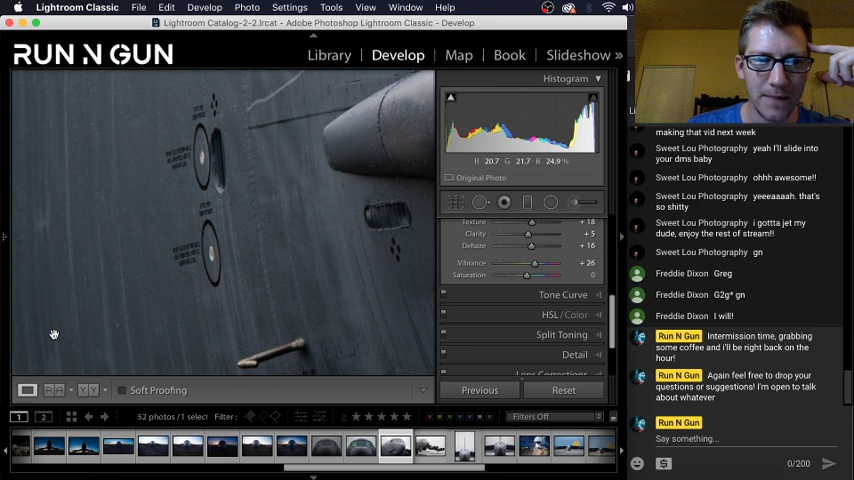 Lightroom Classic File Edit Develop Photo Settings Tools View Window Help
Lightroom Catalog-2-2.lrcat - Adobe Photoshop Lightroom Classic - Develop
RUN N GUN
Library | Develop | Map | Book | Slideshow »
Histogram ▼
R 20.7 G 21.7 B 24.9 %
Original Photo
Texture + 18
Clarity + 5
Dehaze + 16
Vibrance + 26
Saturation 0
Tone Curve
HSL / Color
Split Toning
Detail
Lens Corrections
Previous Reset
Soft Proofing
1 2 52 photos / 1 select Filter : Filters Off
making that vid next week
Sweet Lou Photography yeah I'll slide into
your dms baby
Sweet Lou Photography ohhh awesome!!
Sweet Lou Photography yeeeaaaah. that's
so shitty
Sweet Lou Photography i gottta jet my
dude, enjoy the rest of stream!!
Sweet Lou Photography gn
Freddie Dixon Greg
Freddie Dixon G2g* gn
Freddie Dixon I will!
Run N Gun Intermission time, grabbing
some coffee and i'll be right back on the
hour!
Run N Gun Again feel free to drop your
questions or suggestions! I'm open to talk
about whatever
Run N Gun
Say something...
0/200